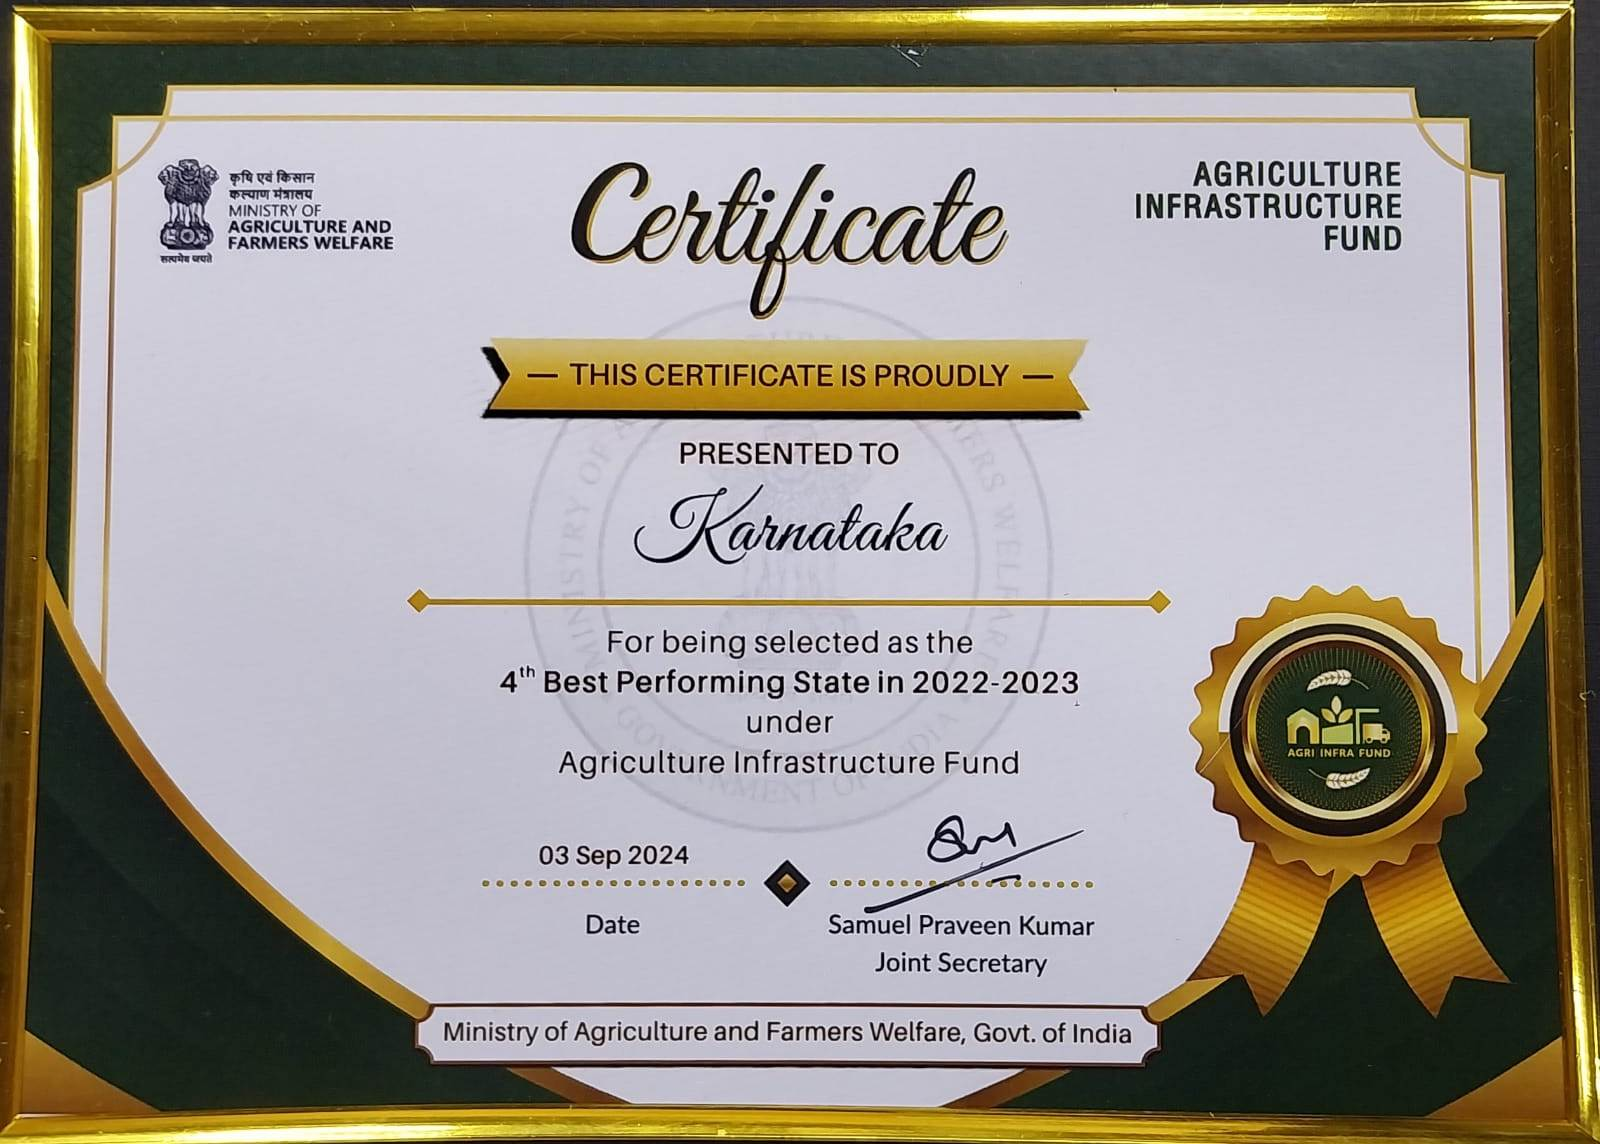 कृषि एवं किसान
कल्याण मंत्रालय
MINISTRY OF
AGRICULTURE AND
FARMERS WELFARE
सत्यमेव जयते
Certificate
AGRICULTURE
INFRASTRUCTURE
FUND
— THIS CERTIFICATE IS PROUDLY —
PRESENTED TO
Karnataka
For being selected as the
4th Best Performing State in 2022-2023
under
Agriculture Infrastructure Fund
AGRI INFRA FUND
03 Sep 2024
Date
Samuel Praveen Kumar
Joint Secretary
Ministry of Agriculture and Farmers Welfare, Govt. of India